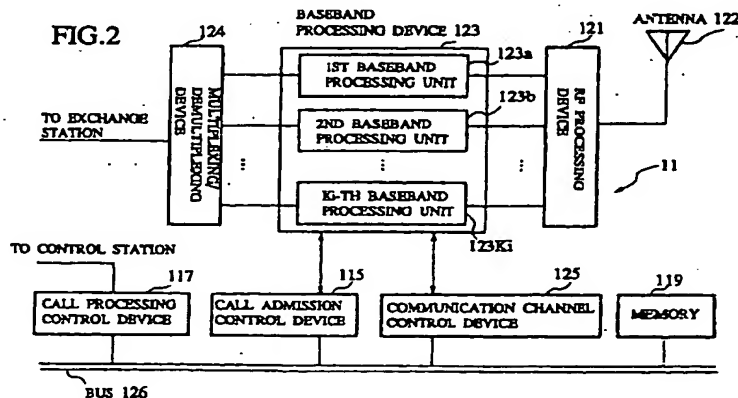 FIG.2
BASEBAND
PROCESSING DEVICE 123
124
123a
121
ANTENNA 122
1ST BASEBAND
PROCESSING UNIT
123b
2ND BASEBAND
PROCESSING UNIT
Ki-TH BASEBAND
PROCESSING UNIT
123Ki
MULTIPLEXING/
DEMULTIPLEXING
DEVICE
RF PROCESSING
DEVICE
TO EXCHANGE
STATION
11
TO CONTROL STATION
117
115
125
119
CALL PROCESSING
CONTROL DEVICE
CALL ADMISSION
CONTROL DEVICE
COMMUNICATION CHANNEL
CONTROL DEVICE
MEMORY
BUS 126